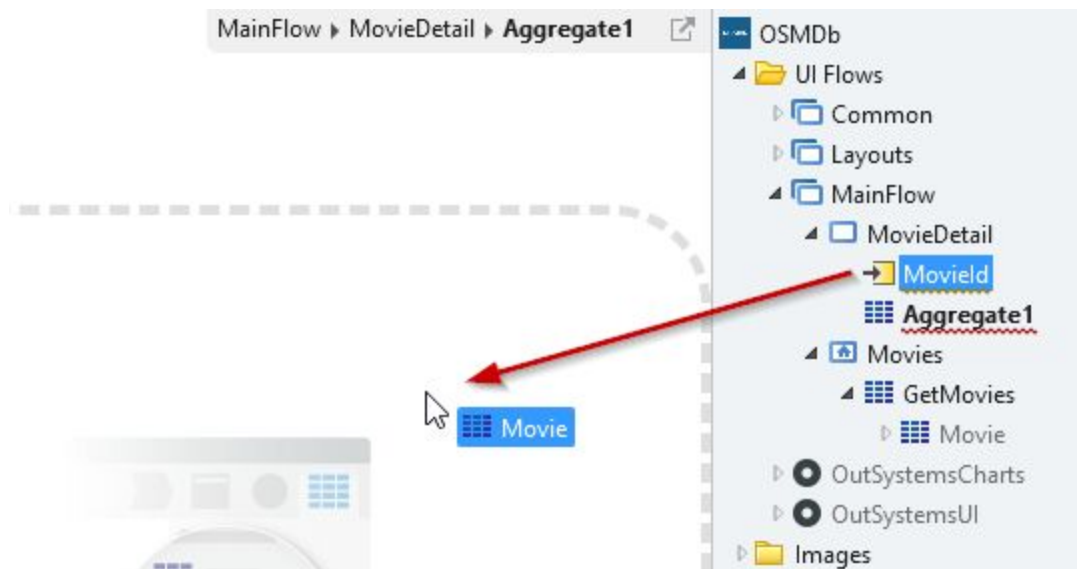 MainFlow MovieDetail Aggregate1
OSMDb
UI Flows
Common
Layouts
MainFlow
MovieDetail
MovieId
Aggregate1
Movies
GetMovies
Movie
OutSystemsCharts
OutSystemsUI
Images
Movie